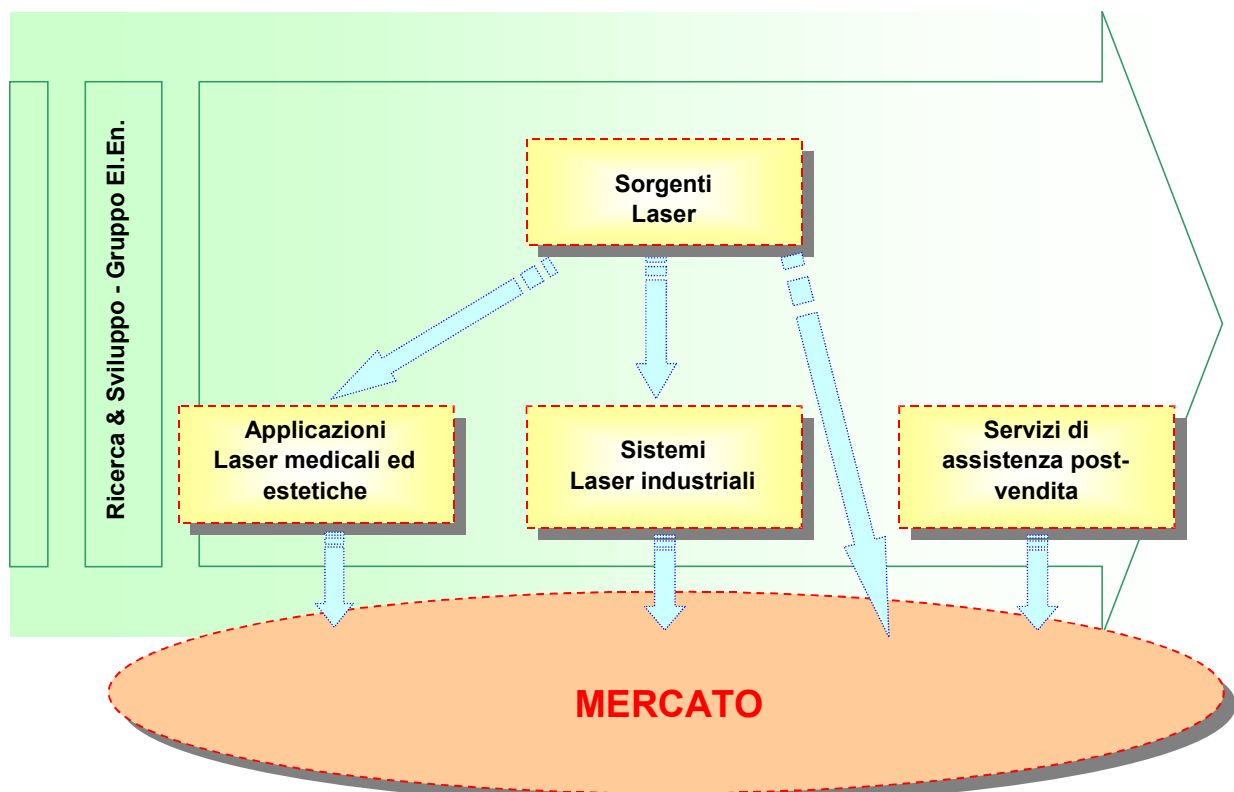 Ricerca & Sviluppo - Gruppo El.En.
Sorgenti
Laser
Applicazioni
Laser medicali ed
estetiche
Sistemi
Laser industriali
Servizi di
assistenza post-
vendita
MERCATO